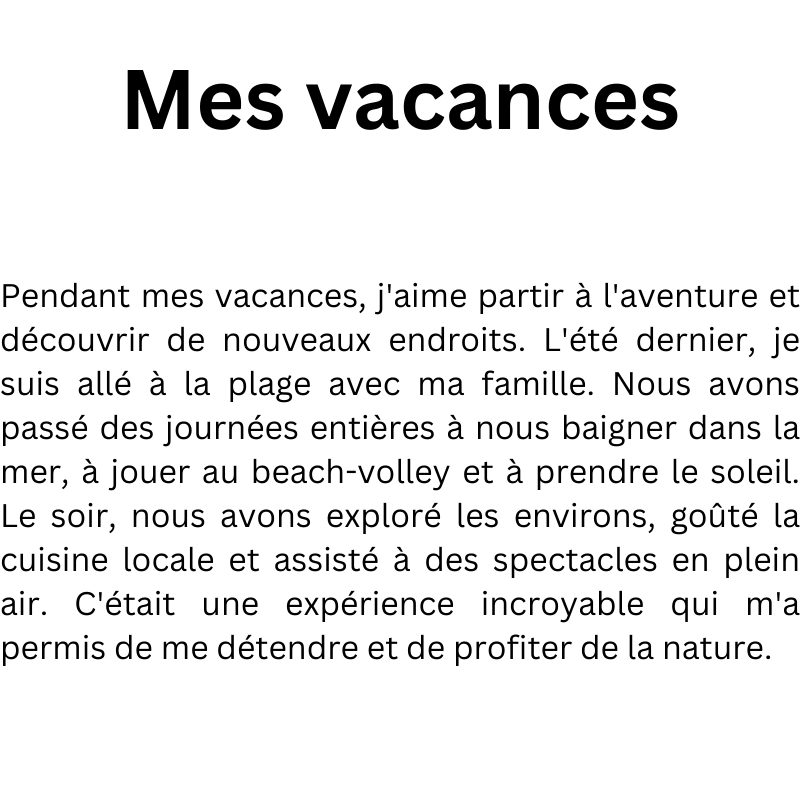 Mes vacances
Pendant mes vacances, j'aime partir à l'aventure et
découvrir de nouveaux endroits. L'été dernier, je
suis allé à la plage avec ma famille. Nous avons
passé des journées entières à nous baigner dans la
mer, à jouer au beach-volley et à prendre le soleil.
Le soir, nous avons exploré les environs, goûté la
cuisine locale et assisté à des spectacles en plein
air. C'était une expérience incroyable qui m'a
permis de me détendre et de profiter de la nature.